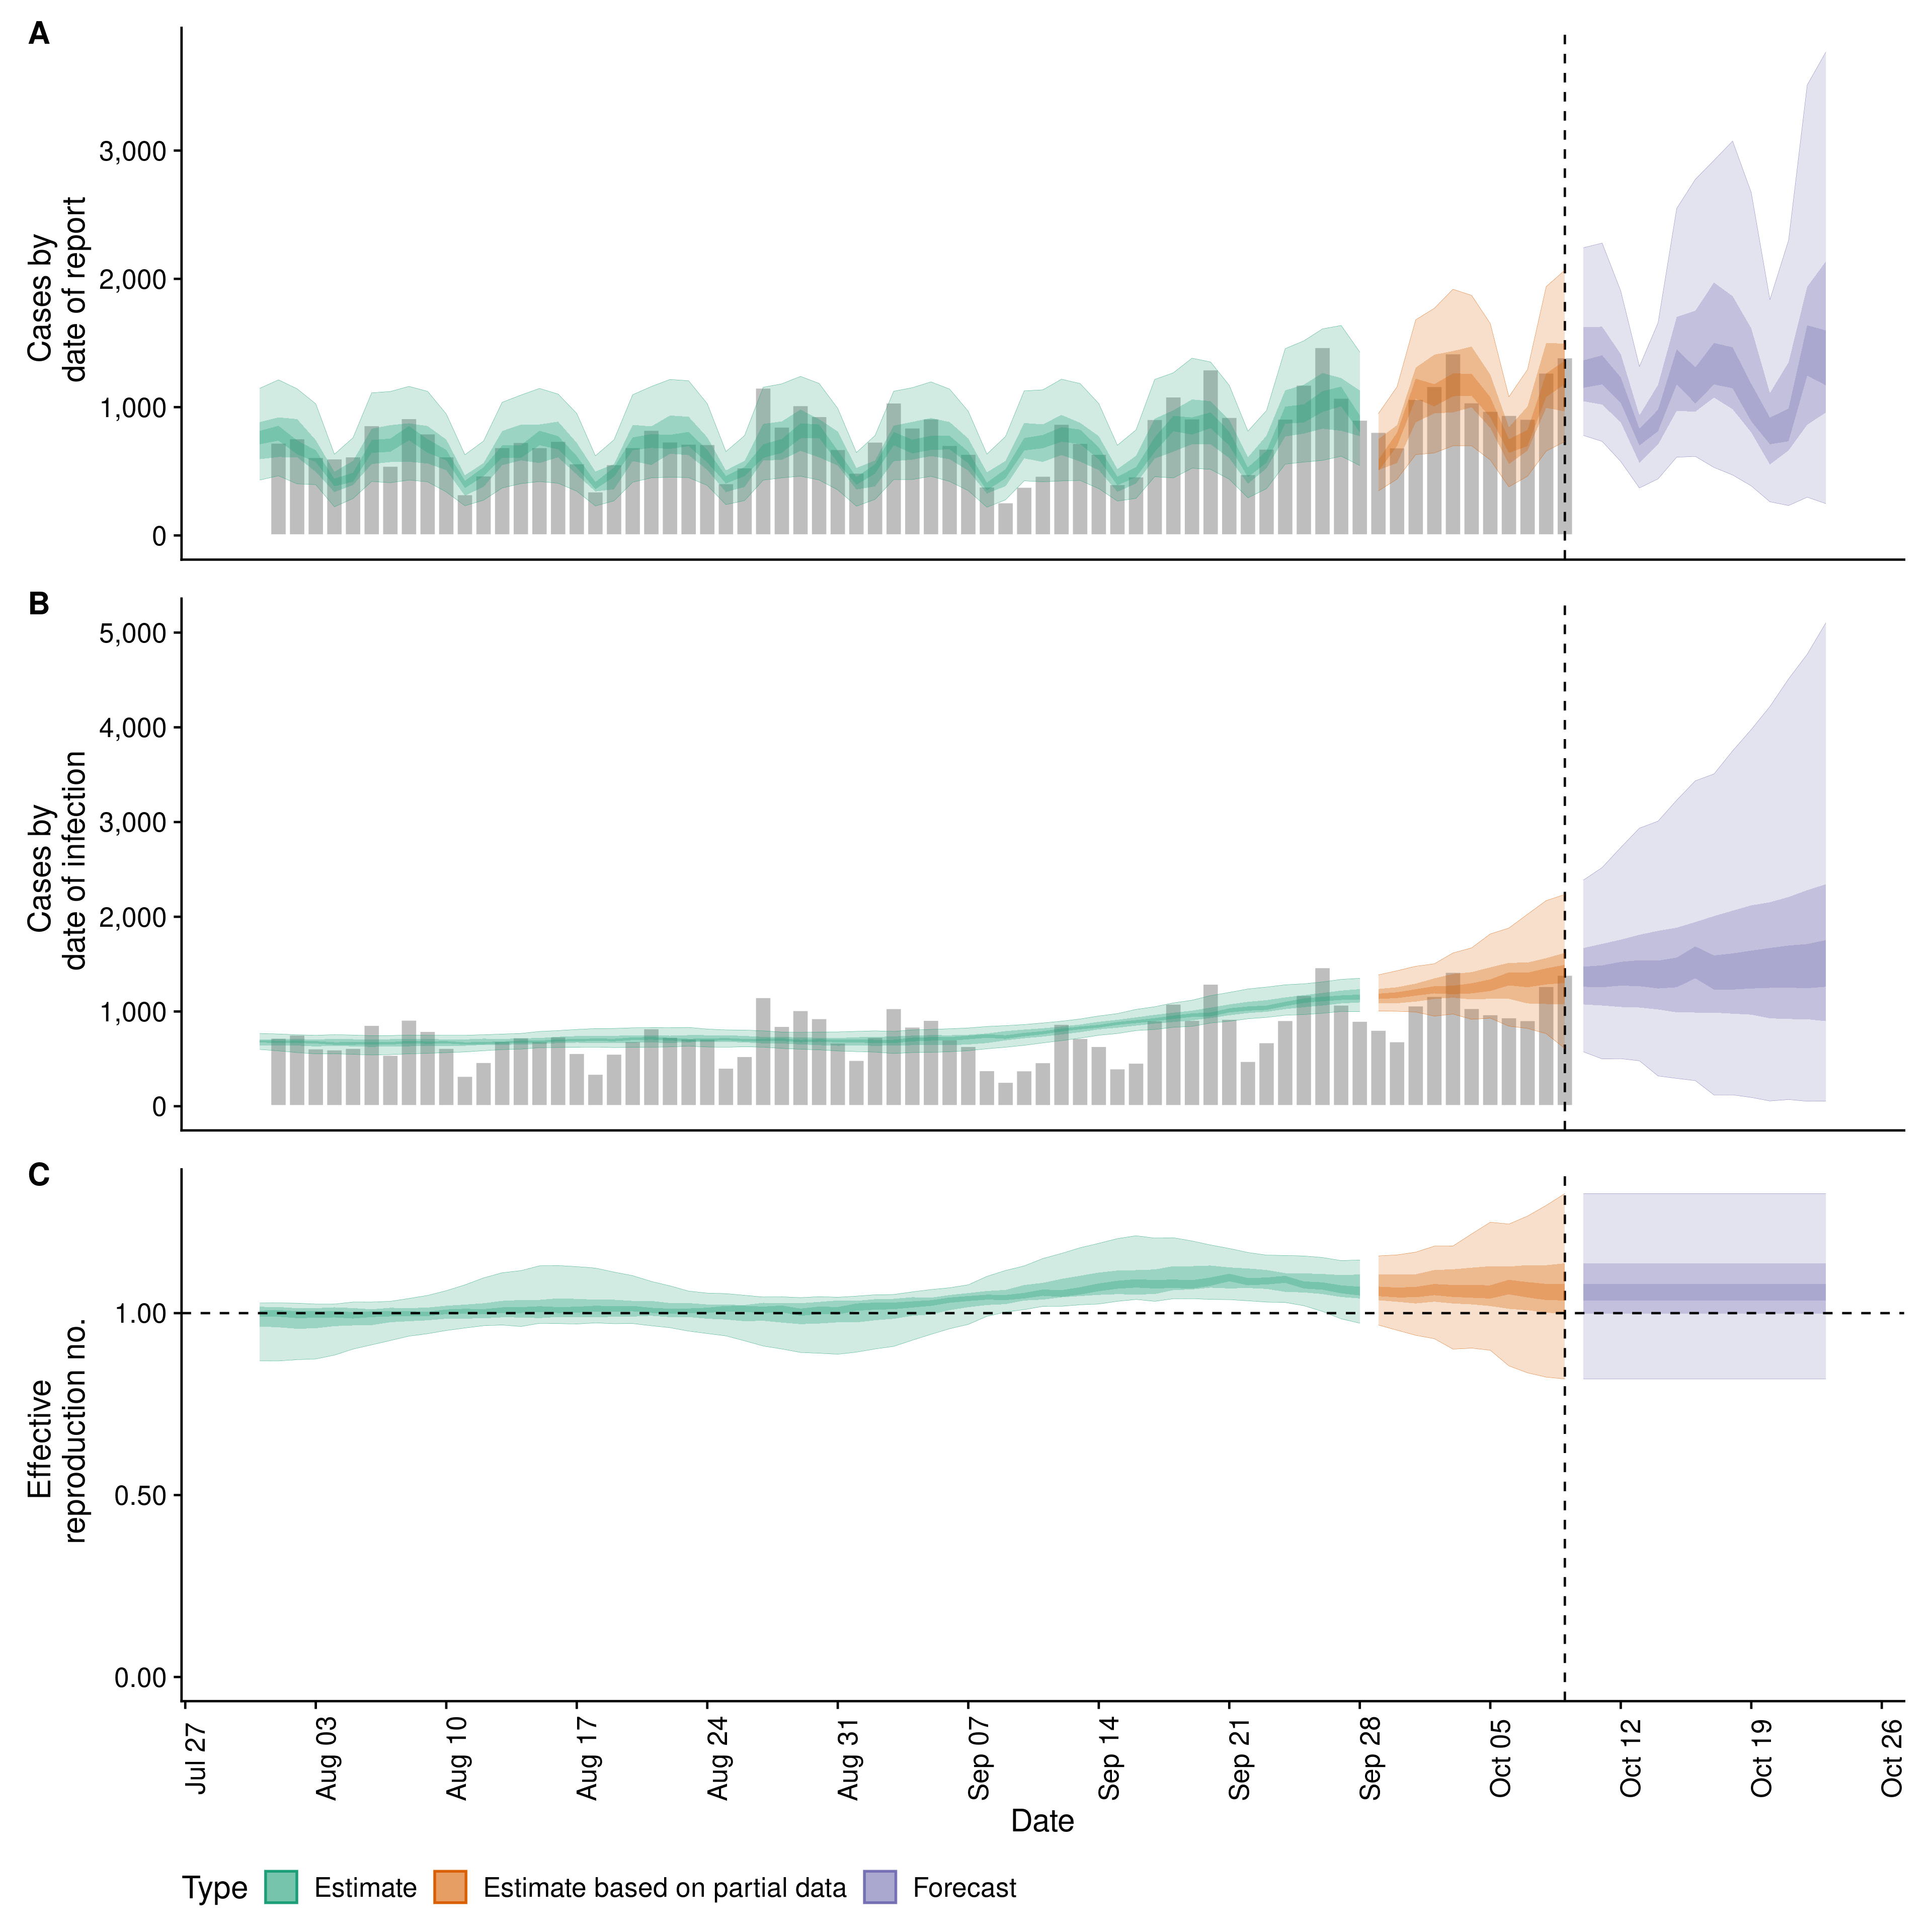 A
Cases by
date of report
3,000
2,000
1,000
0
B
Cases by
date of infection
5,000
4,000
3,000
2,000
1,000
0
C
Effective
reproduction no.
1.00
0.50
0.00
Jul 27
Aug 03
Aug 10
Aug 17
Aug 24
Aug 31
Sep 07
Sep 14
Sep 21
Sep 28
Oct 05
Oct 12
Oct 19
Oct 26
Date
Type Estimate Estimate based on partial data Forecast